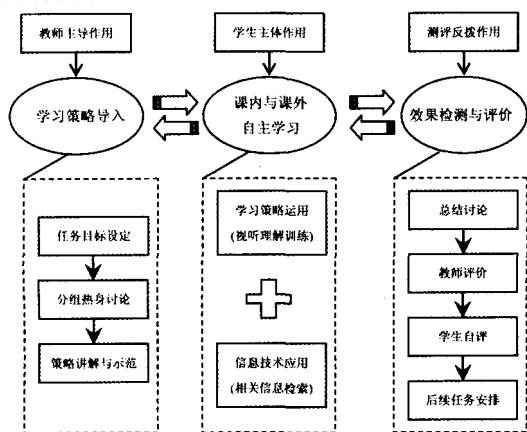 教师主导作用
学生主体作用
测评反拨作用
学习策略导入
课内与课外
自主学习
效果检测与评价
任务目标设定
分组热身讨论
策略讲解与示范
学习策略运用
(视听理解训练)
信息技术应用
(相关信息检索)
总结讨论
教师评价
学生自评
后续任务安排